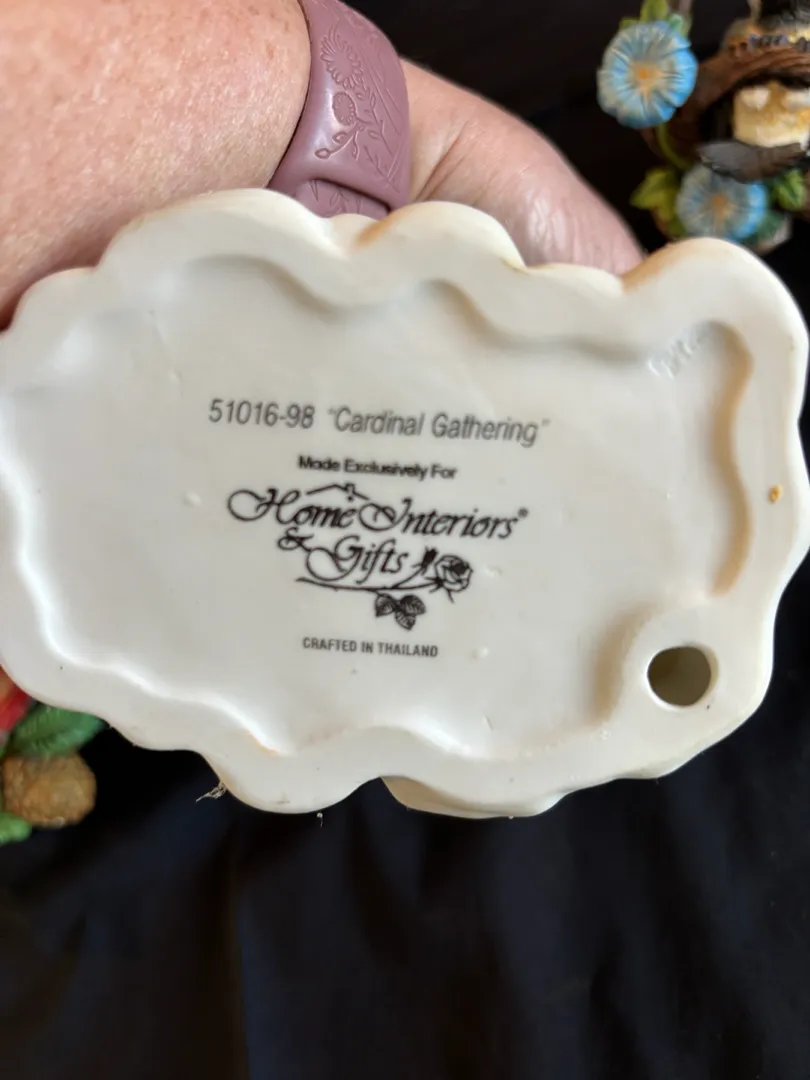 51016-98 "Cardinal Gathering"
Made Exclusively For
Home Interiors®
& Gifts
CRAFTED IN THAILAND